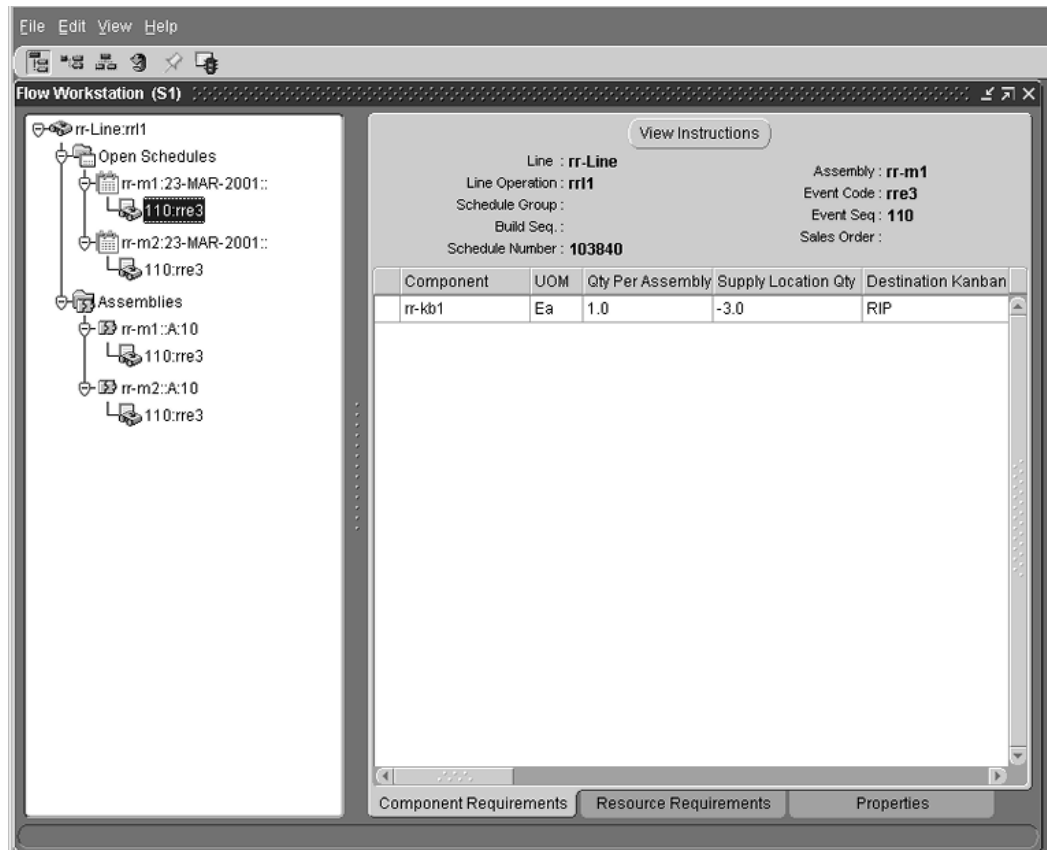 File Edit View Help
Flow Workstation (S1)
rr-Line:rrl1
Open Schedules
rr-m1:23-MAR-2001::
110:rre3
rr-m2:23-MAR-2001::
110:rre3
Assemblies
rr-m1::A:10
110:rre3
rr-m2::A:10
110:rre3
View Instructions
Line : rr-Line
Line Operation : rrl1
Schedule Group :
Build Seq. :
Schedule Number : 103840
Assembly : rr-m1
Event Code : rre3
Event Seq : 110
Sales Order :
Component UOM Qty Per Assembly Supply Location Qty Destination Kanban
rr-kb1 Ea 1.0 -3.0 RIP
Component Requirements Resource Requirements Properties